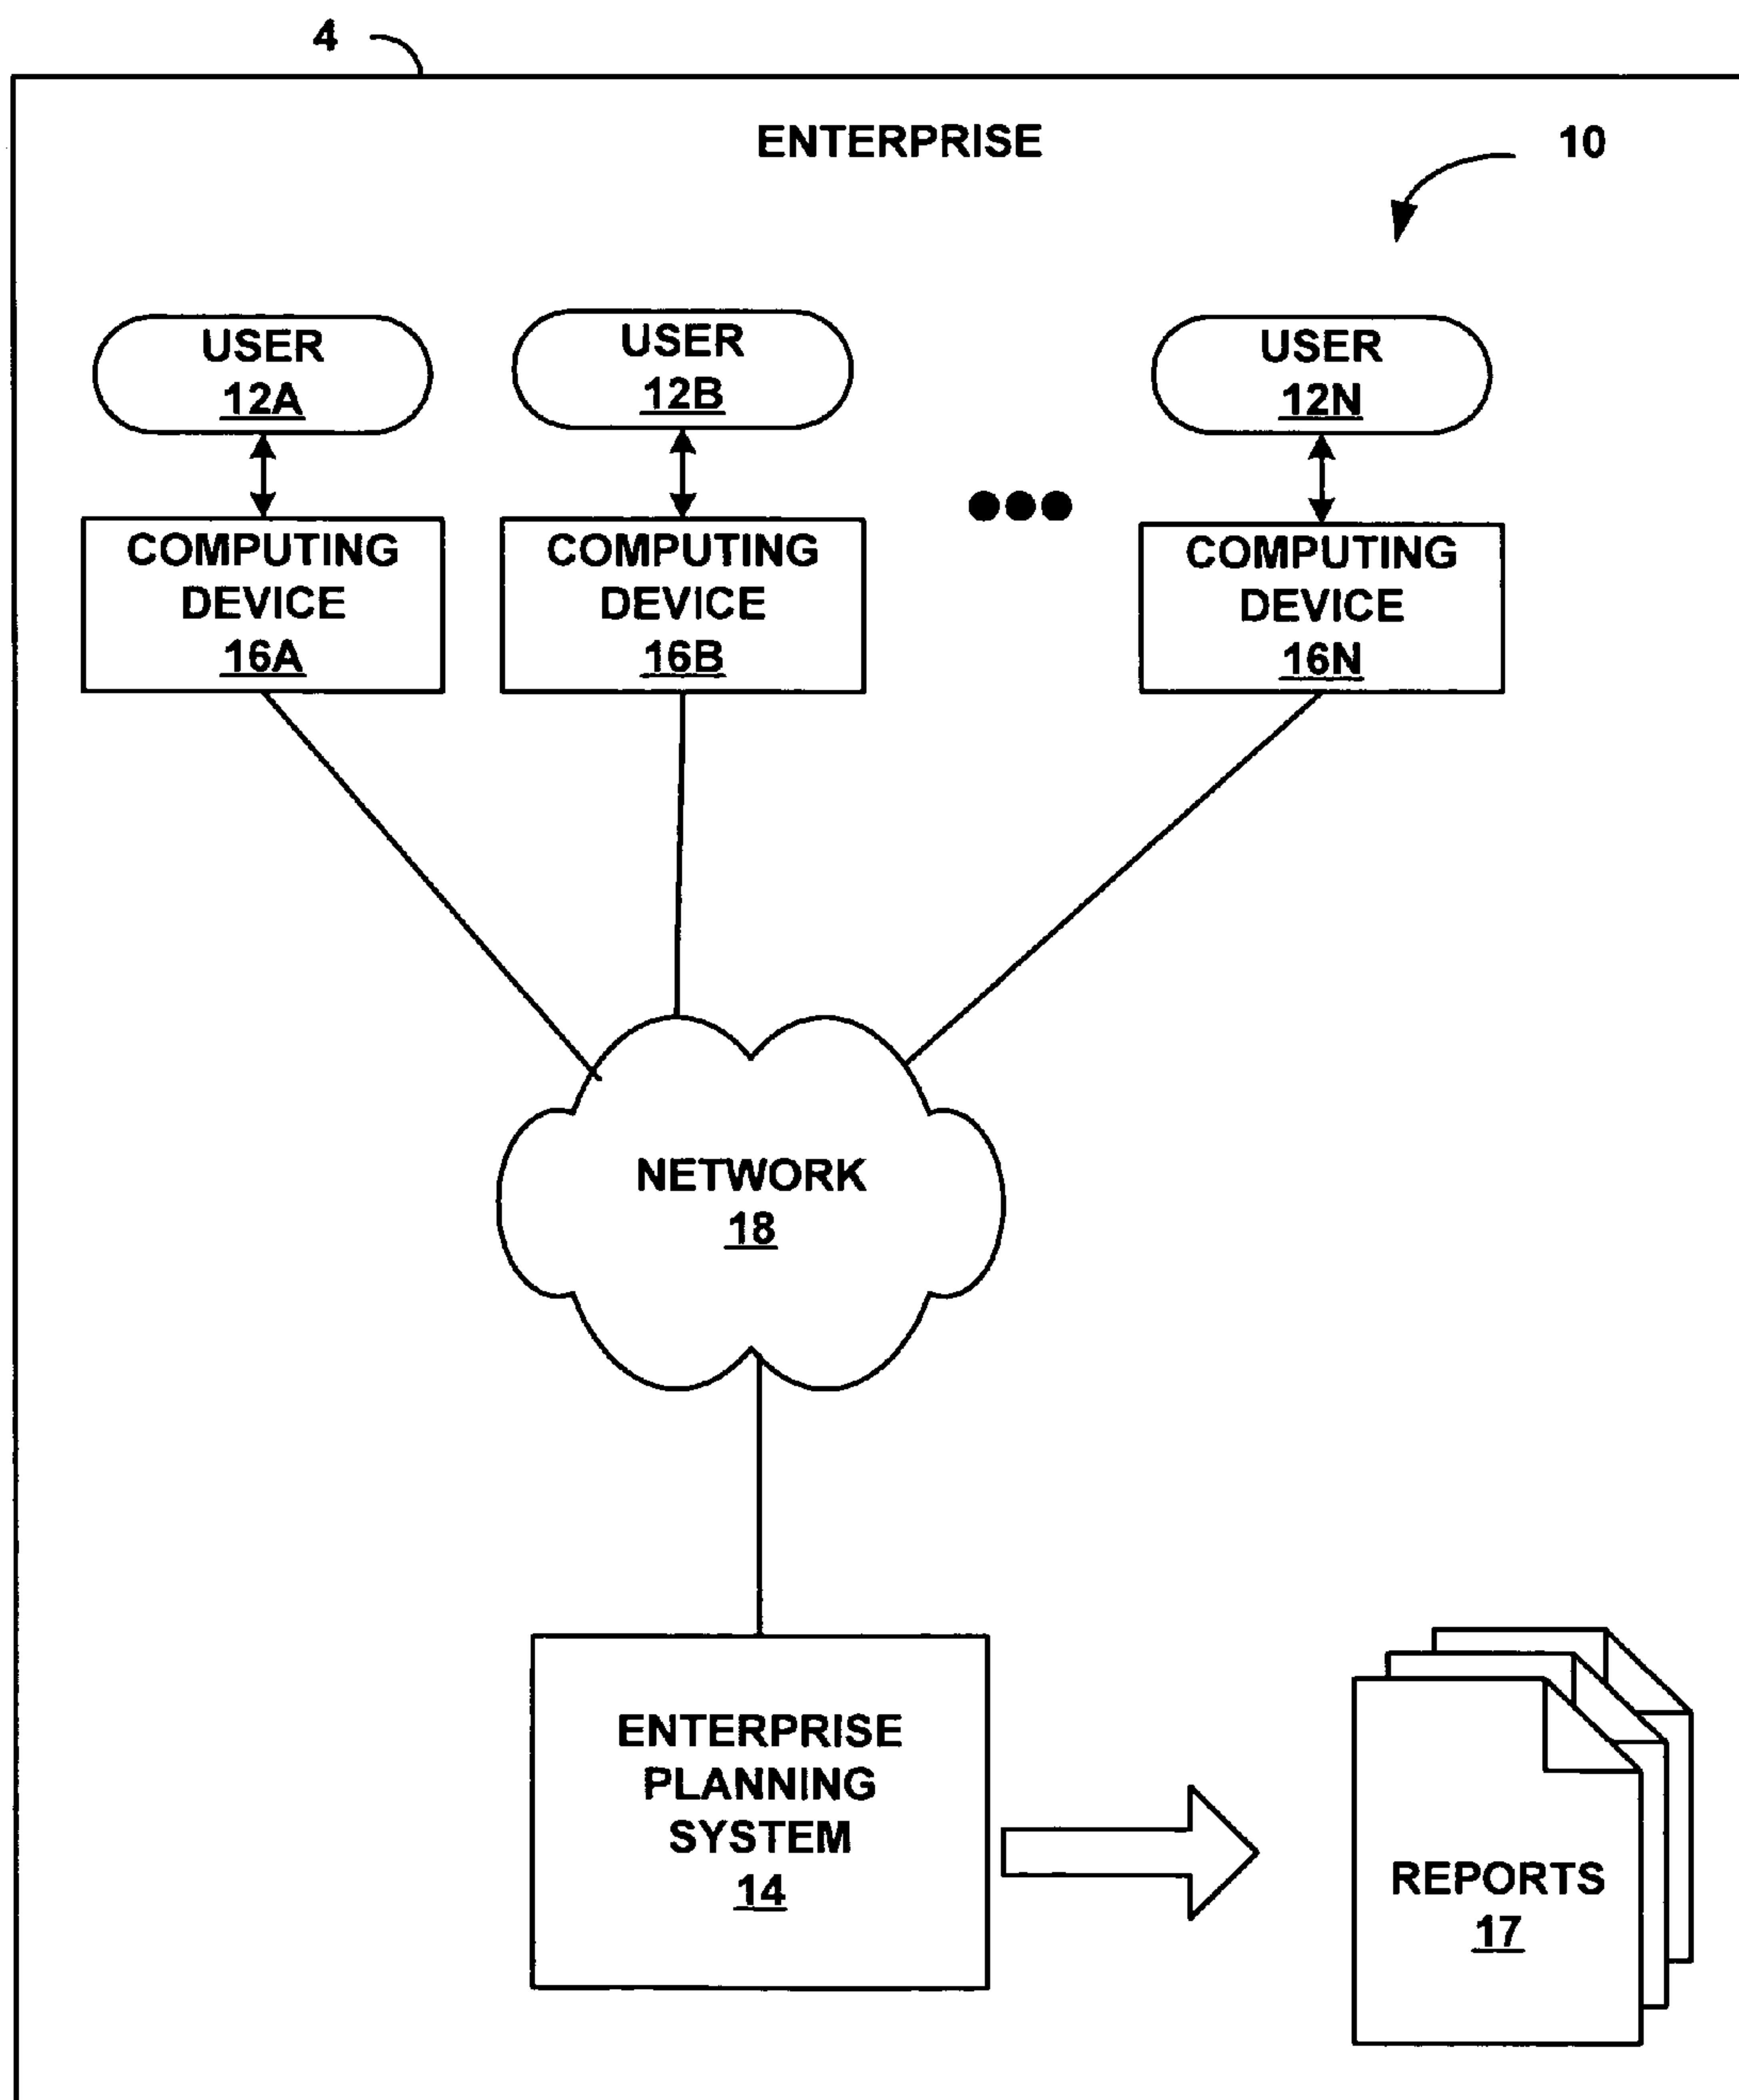 4
ENTERPRISE
10
USER
12A
USER
12B
USER
12N
COMPUTING
DEVICE
16A
COMPUTING
DEVICE
16B
COMPUTING
DEVICE
16N
NETWORK
18
ENTERPRISE
PLANNING
SYSTEM
14
REPORTS
17